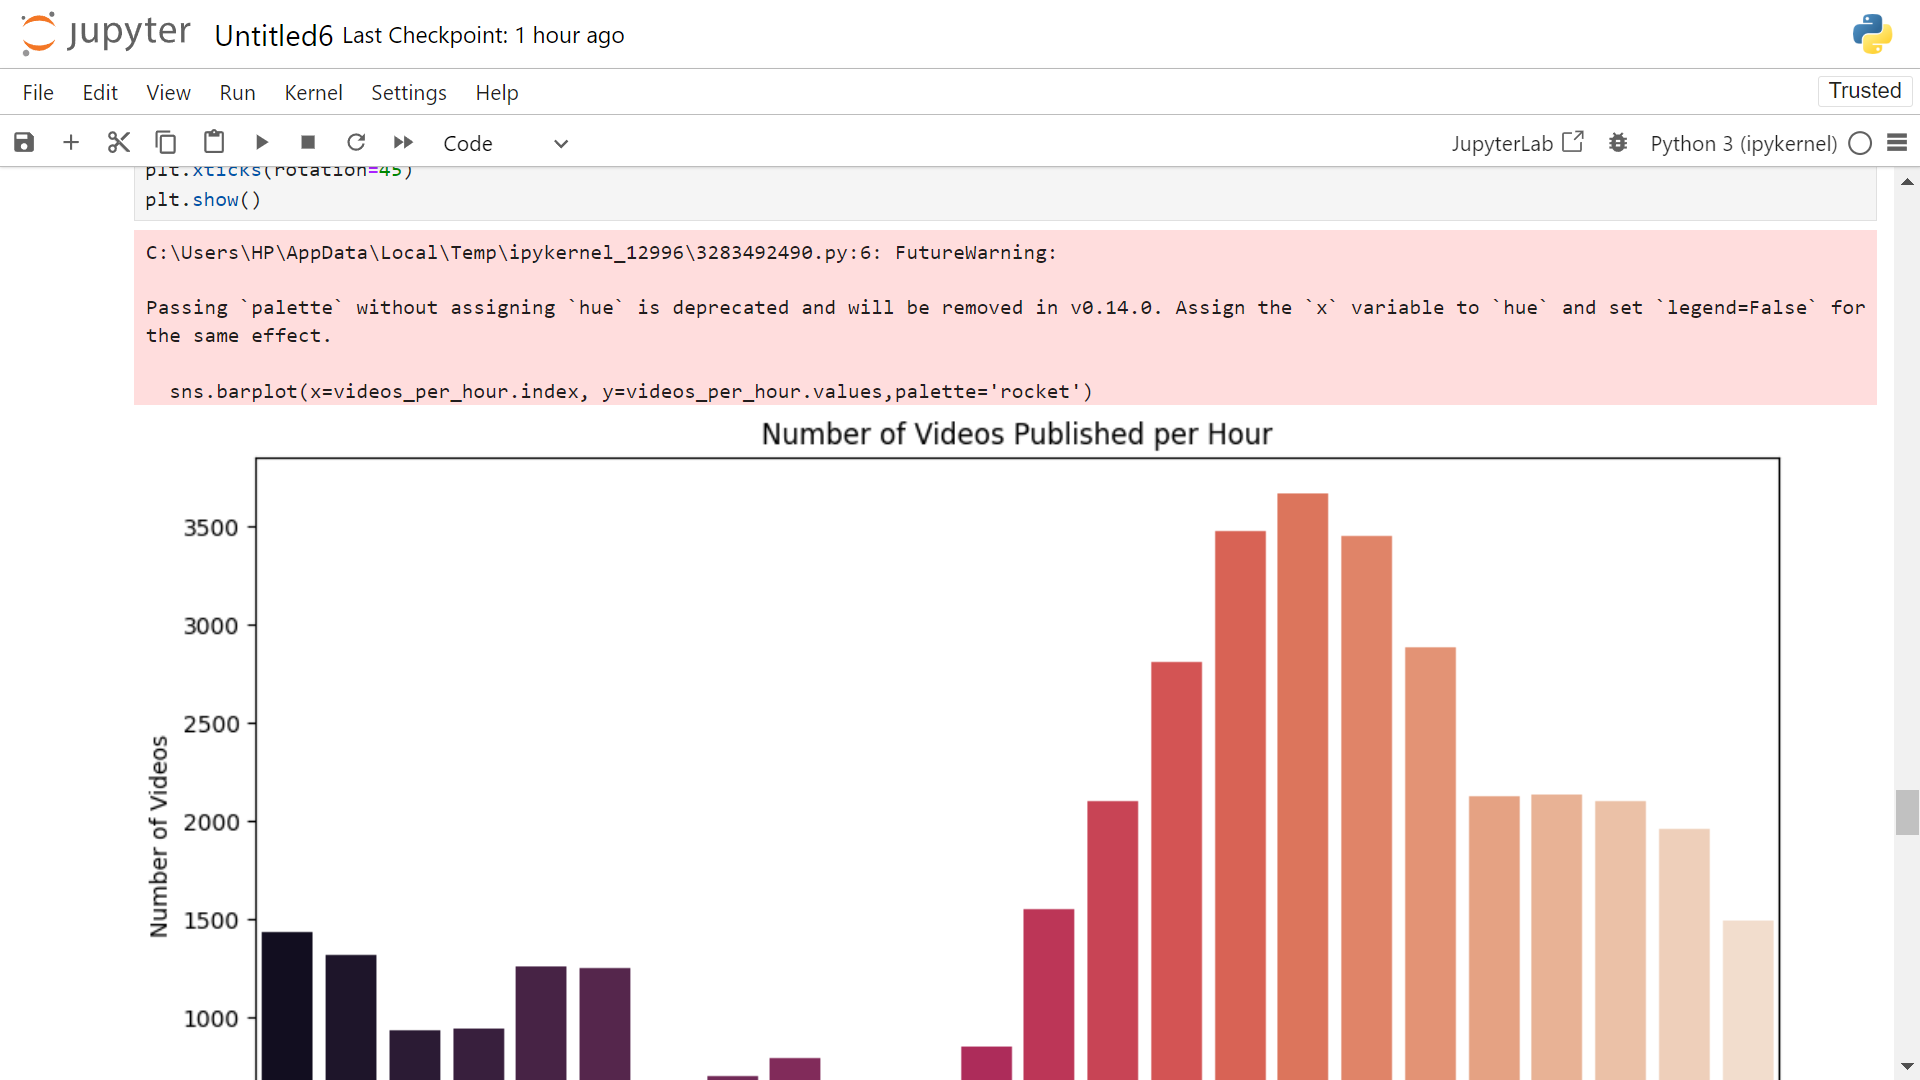 jupyter Untitled6 Last Checkpoint: 1 hour ago
File Edit View Run Kernel Settings Help Trusted
Code JupyterLab Python 3 (ipykernel)
plt.xticks(rotation=45)
plt.show()
C:\Users\HP\AppData\Local\Temp\ipykernel_12996\3283492490.py:6: FutureWarning:
Passing `palette` without assigning `hue` is deprecated and will be removed in v0.14.0. Assign the `x` variable to `hue` and set `legend=False` for
the same effect.
sns.barplot(x=videos_per_hour.index, y=videos_per_hour.values,palette='rocket')
Number of Videos Published per Hour
3500
3000
2500
2000
1500
1000
Number of Videos